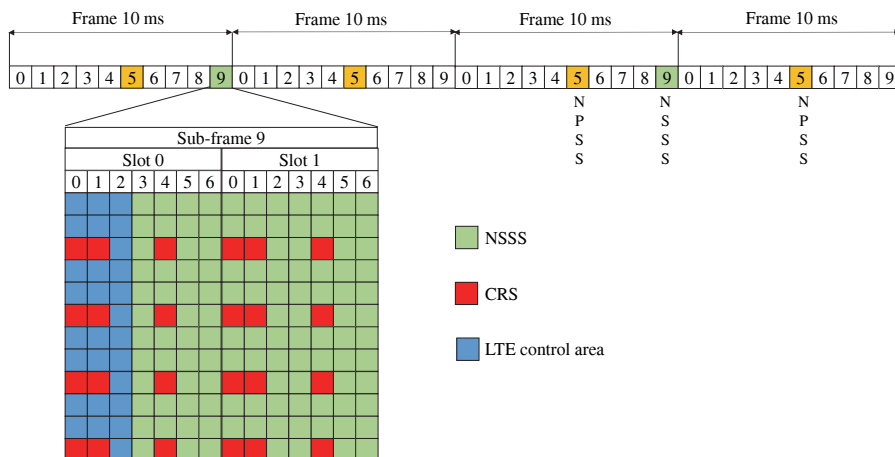 Frame 10 ms Frame 10 ms Frame 10 ms Frame 10 ms
0 1 2 3 4 5 6 7 8 9 0 1 2 3 4 5 6 7 8 9 0 1 2 3 4 5 6 7 8 9 0 1 2 3 4 5 6 7 8 9
N N N
P S P
S S S
S S S
Sub-frame 9
Slot 0 Slot 1
0 1 2 3 4 5 6 0 1 2 3 4 5 6
NSSS
CRS
LTE control area